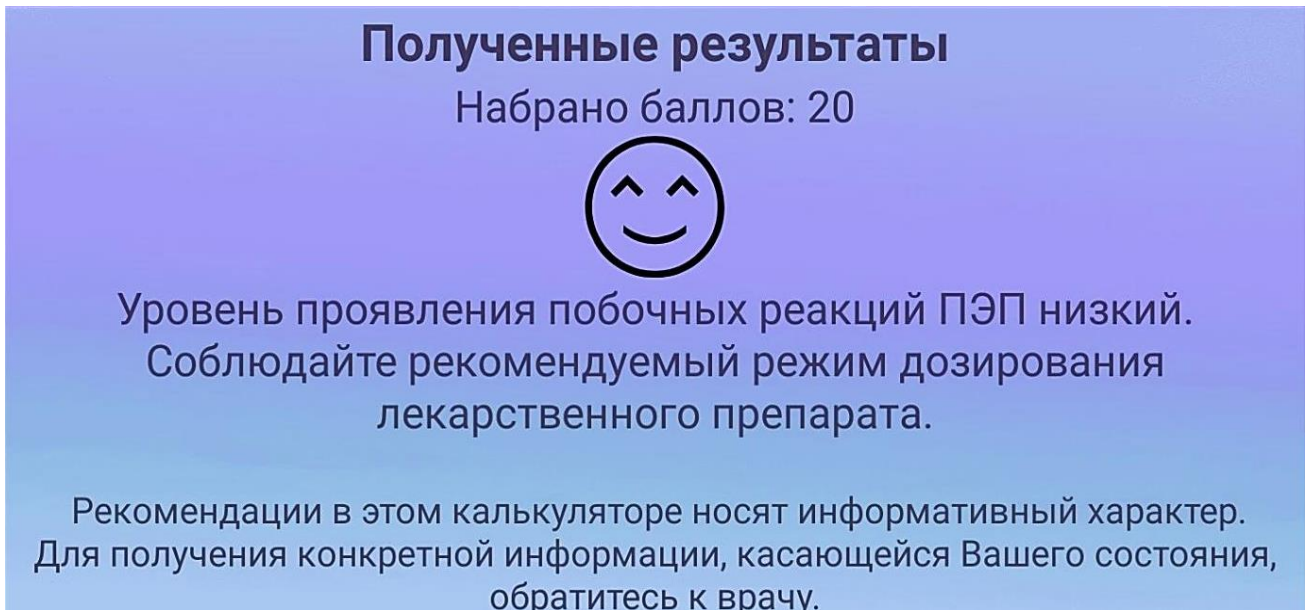 Полученные результаты
Набрано баллов: 20
Уровень проявления побочных реакций ПЭП низкий.
Соблюдайте рекомендуемый режим дозирования
лекарственного препарата.
Рекомендации в этом калькуляторе носят информативный характер.
Для получения конкретной информации, касающейся Вашего состояния,
обратитесь к врачу.